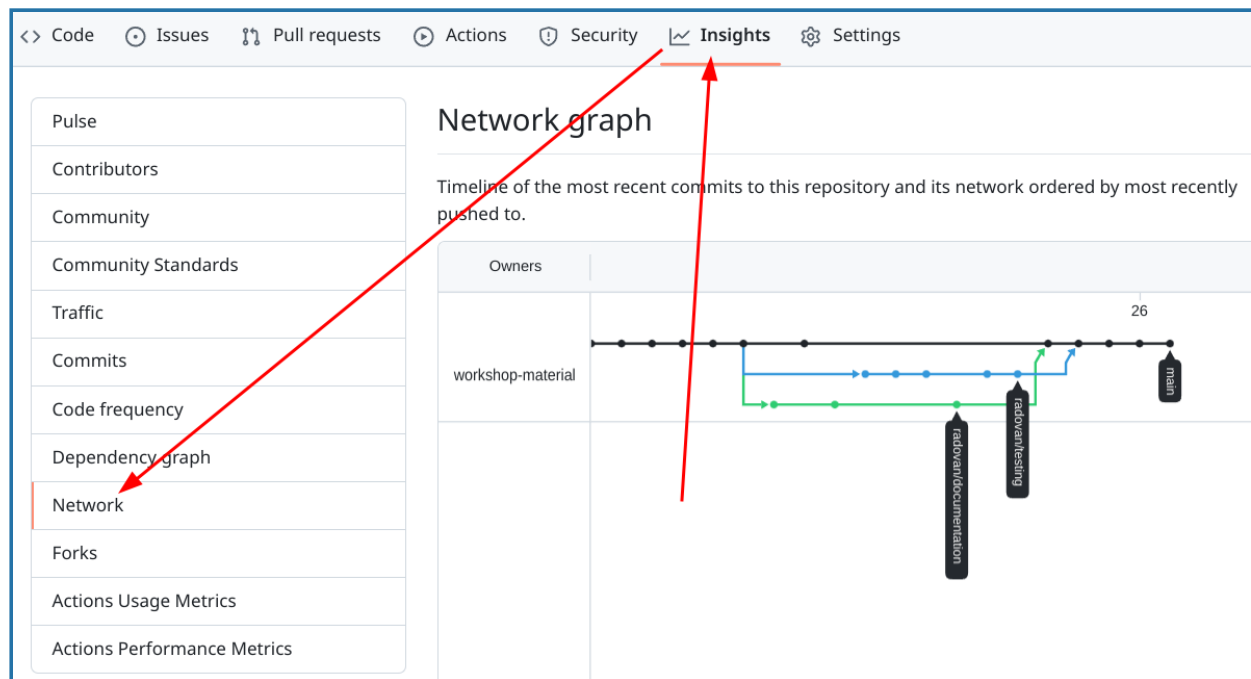 Code Issues Pull requests Actions Security Insights Settings
Pulse
Contributors
Community
Community Standards
Traffic
Commits
Code frequency
Dependency graph
Network
Forks
Actions Usage Metrics
Actions Performance Metrics
Network graph
Timeline of the most recent commits to this repository and its network ordered by most recently
pushed to.
Owners
26
workshop-material
main
radovan/testing
radovan/documentation